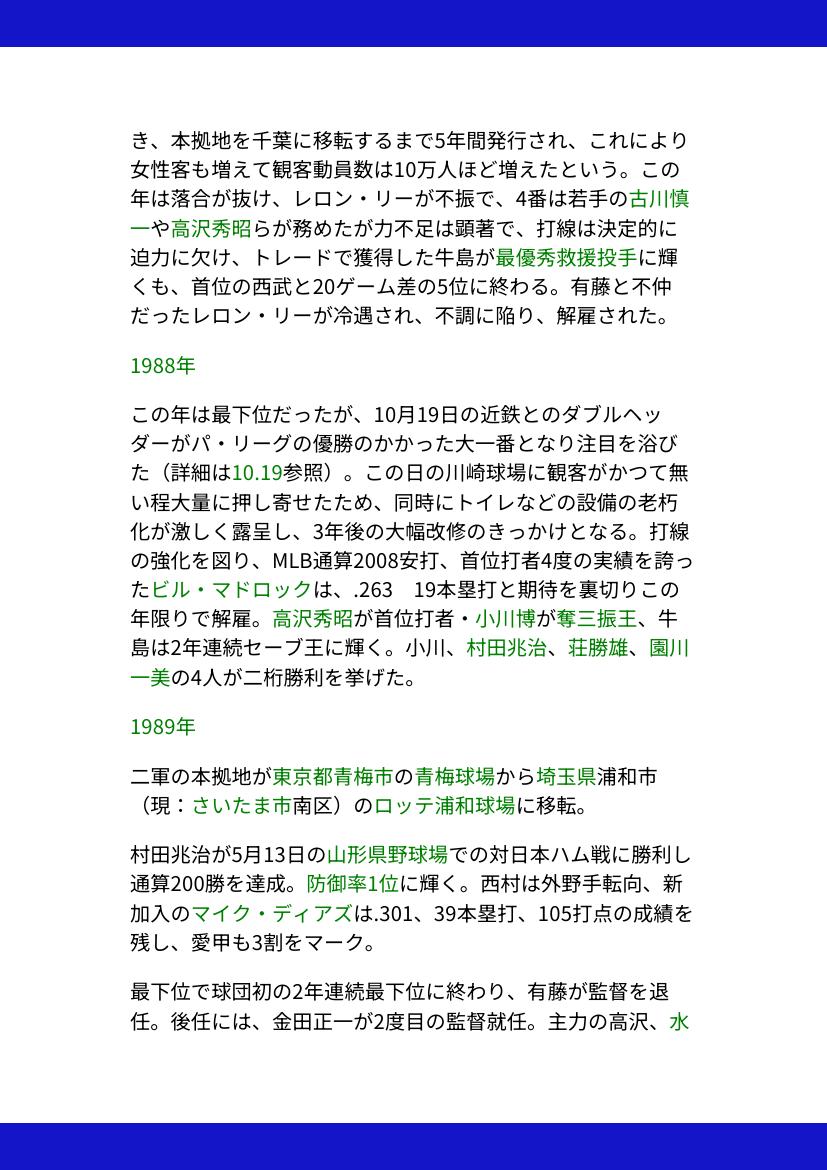 き、本拠地を千葉に移転するまで5年間発行され、これにより
女性客も増えて観客動員数は10万人ほど増えたという。この
年は落合が抜け、レロン・リーが不振で、4番は若手の古川慎
一や高沢秀昭らが務めたが力不足は顕著で、打線は決定的に
迫力に欠け、トレードで獲得した牛島が最優秀救援投手に輝
くも、首位の西武と20ゲーム差の5位に終わる。有藤と不仲
だったレロン・リーが冷遇され、不調に陥り、解雇された。
1988年
この年は最下位だったが、10月19日の近鉄とのダブルヘッ
ダーがパ・リーグの優勝のかかった大一番となり注目を浴び
た（詳細は10.19参照）。この日の川崎球場に観客がかつて無
い程大量に押し寄せたため、同時にトイレなどの設備の老朽
化が激しく露呈し、3年後の大幅改修のきっかけとなる。打線
の強化を図り、MLB通算2008安打、首位打者4度の実績を誇っ
たビル・マドロックは、.263　19本塁打と期待を裏切りこの
年限りで解雇。高沢秀昭が首位打者・小川博が奪三振王、牛
島は2年連続セーブ王に輝く。小川、村田兆治、荘勝雄、園川
一美の4人が二桁勝利を挙げた。
1989年
二軍の本拠地が東京都青梅市の青梅球場から埼玉県浦和市
（現：さいたま市南区）のロッテ浦和球場に移転。
村田兆治が5月13日の山形県野球場での対日本ハム戦に勝利し
通算200勝を達成。防御率1位に輝く。西村は外野手転向、新
加入のマイク・ディアズは.301、39本塁打、105打点の成績を
残し、愛甲も3割をマーク。
最下位で球団初の2年連続最下位に終わり、有藤が監督を退
任。後任には、金田正一が2度目の監督就任。主力の高沢、水